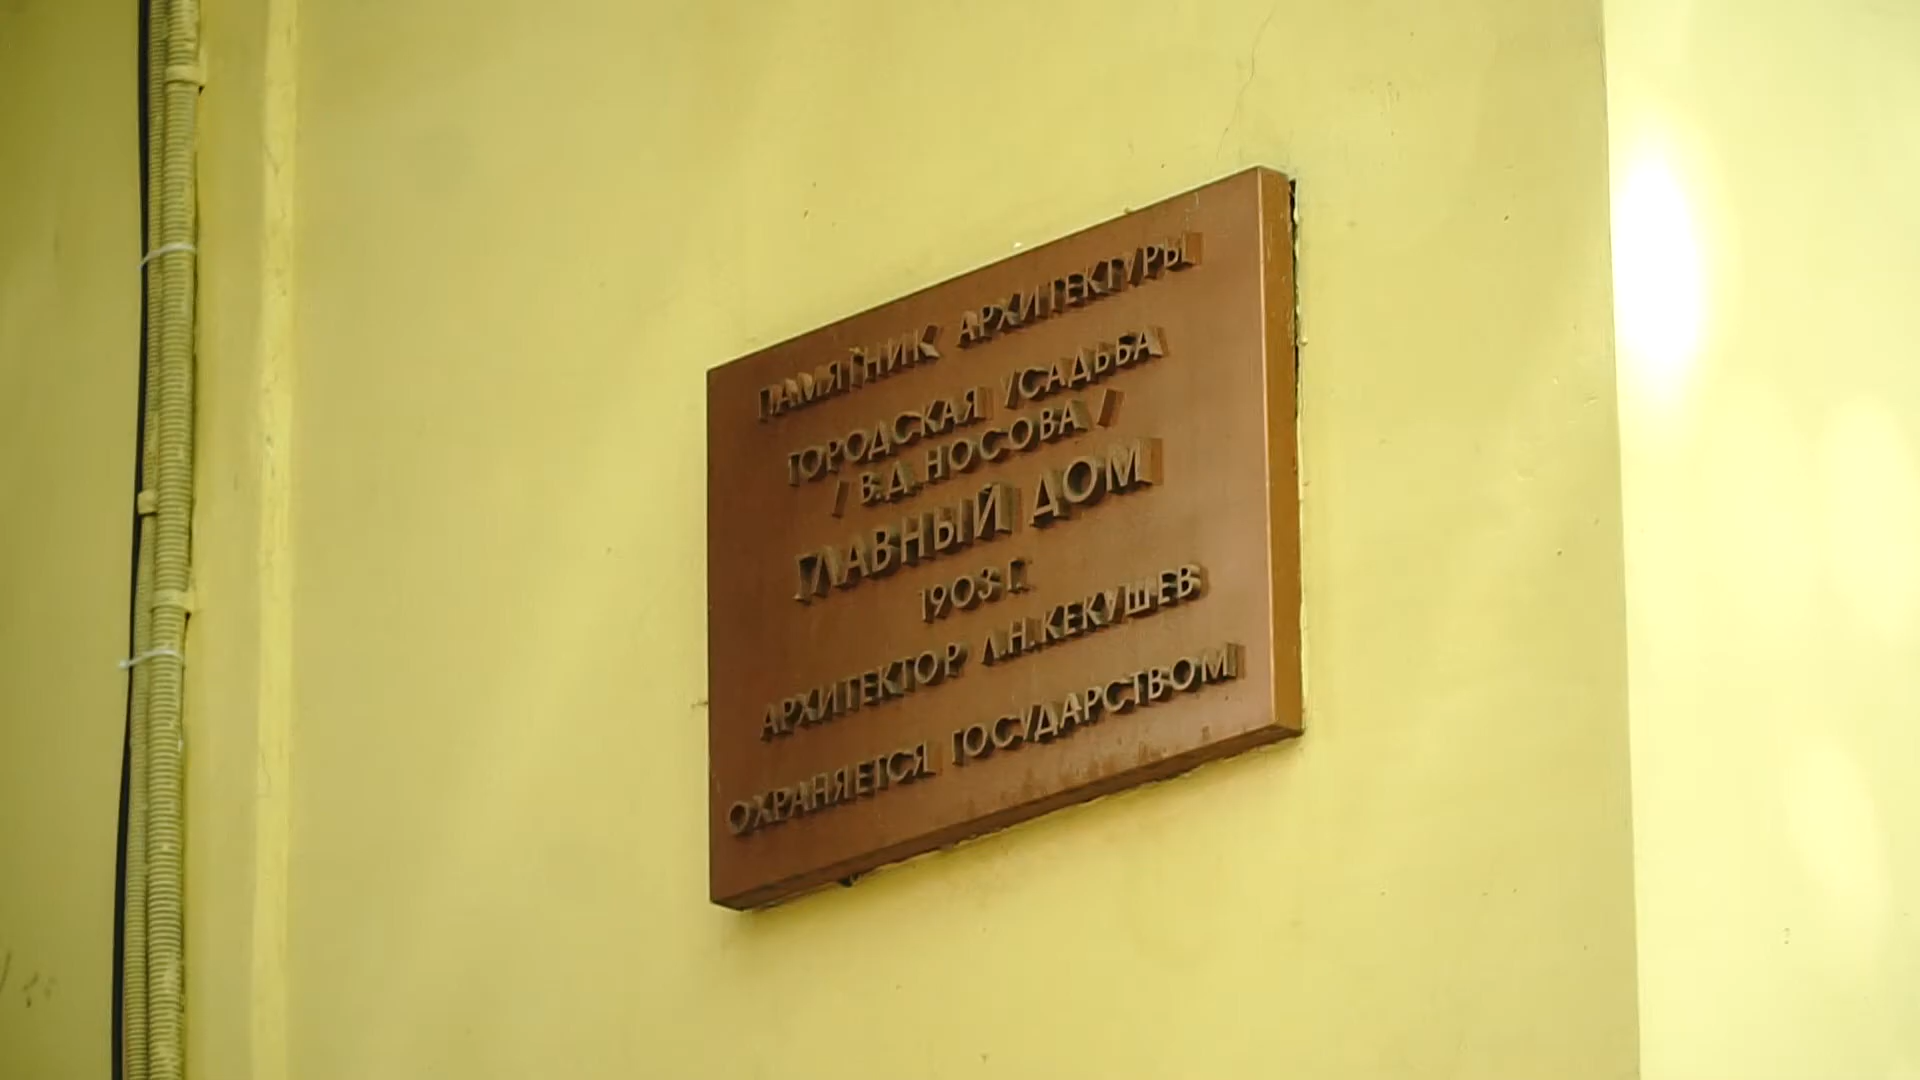 ПАМЯТНИК АРХИТЕКТУРЫ
ГОРОДСКАЯ УСАДЬБА
/ В.Д. НОСОВА /
ГЛАВНЫЙ ДОМ
1903 Г.
АРХИТЕКТОР Л.Н. КЕКУШЕВ
ОХРАНЯЕТСЯ ГОСУДАРСТВОМ